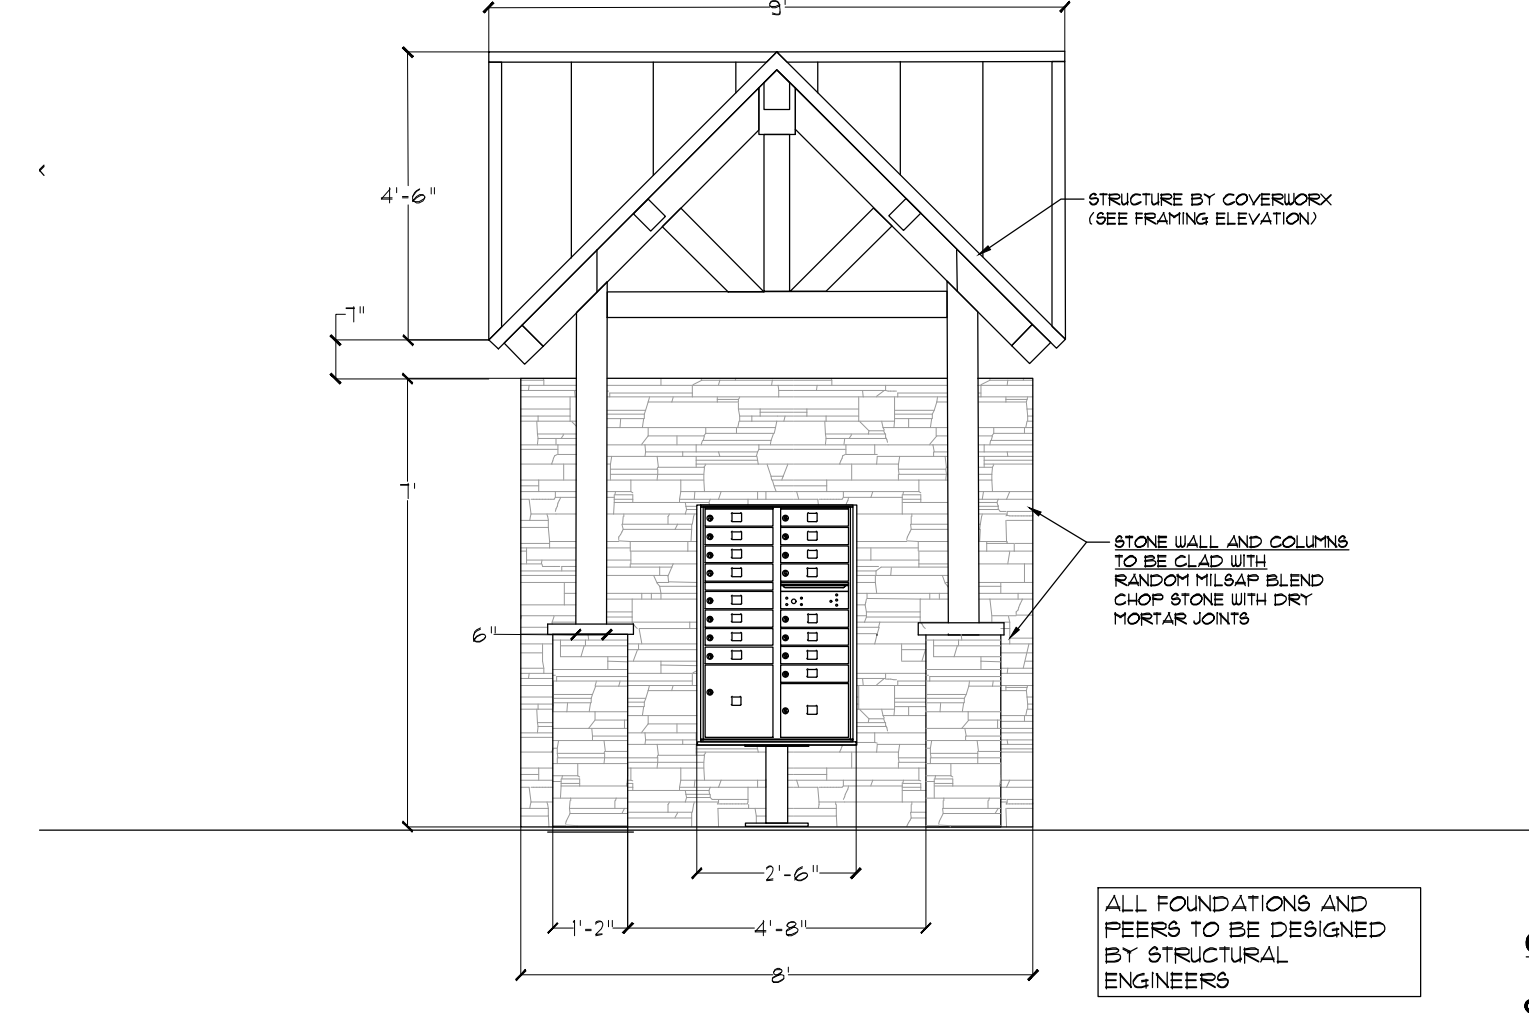 9'
4'-6"
STRUCTURE BY COVERWORX
(SEE FRAMING ELEVATION)
7"
7'
STONE WALL AND COLUMNS
TO BE CLAD WITH
RANDOM MILSAP BLEND
CHOP STONE WITH DRY
MORTAR JOINTS
6"
2'-6"
1'-2"
4'-8"
8'
ALL FOUNDATIONS AND
PEERS TO BE DESIGNED
BY STRUCTURAL
ENGINEERS